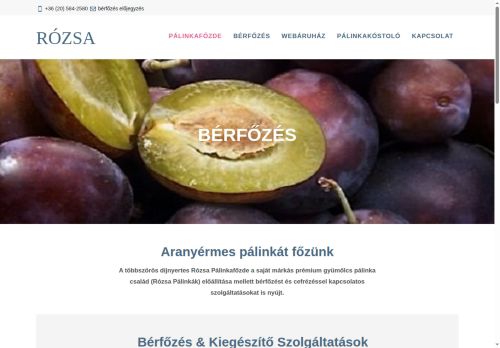 +36 (20) 564-2580 bérfőzés előjegyzés
RÓZSA
PÁLINKAFŐZDE BÉRFŐZÉS WEBÁRUHÁZ PÁLINKAKÓSTOLÓ KAPCSOLAT
BÉRFŐZÉS
Aranyérmes pálinkát főzünk
A többszörös díjnyertes Rózsa Pálinkafőzde a saját márkás prémium gyümölcs pálinka
család (Rózsa Pálinkák) előállítása mellett bérfőzést és cefrézéssel kapcsolatos
szolgáltatásokat is nyújt.
Bérfőzés & Kiegészítő Szolgáltatások